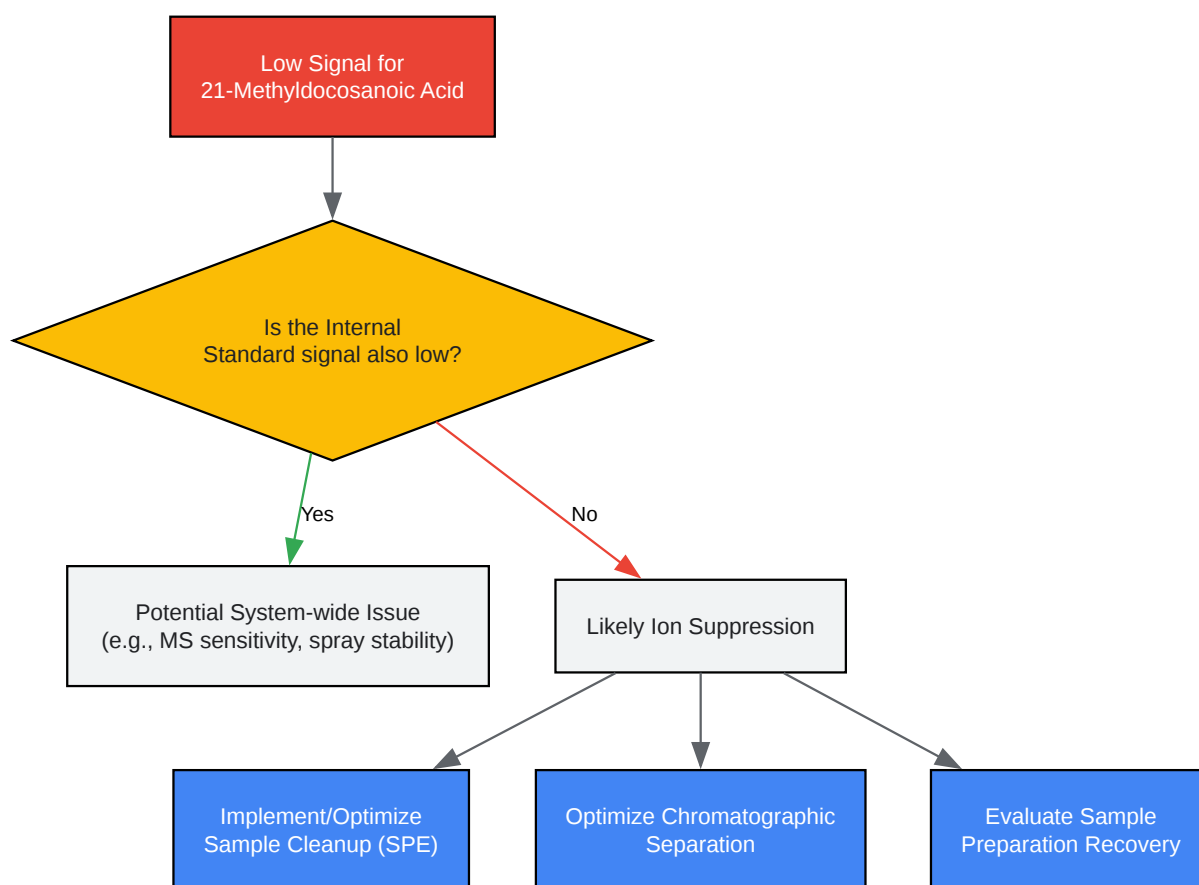 Low Signal for
21-Methyldocosanoic Acid
Is the Internal
Standard signal also low?
Yes
No
Potential System-wide Issue
(e.g., MS sensitivity, spray stability)
Likely Ion Suppression
Implement/Optimize
Sample Cleanup (SPE)
Optimize Chromatographic
Separation
Evaluate Sample
Preparation Recovery